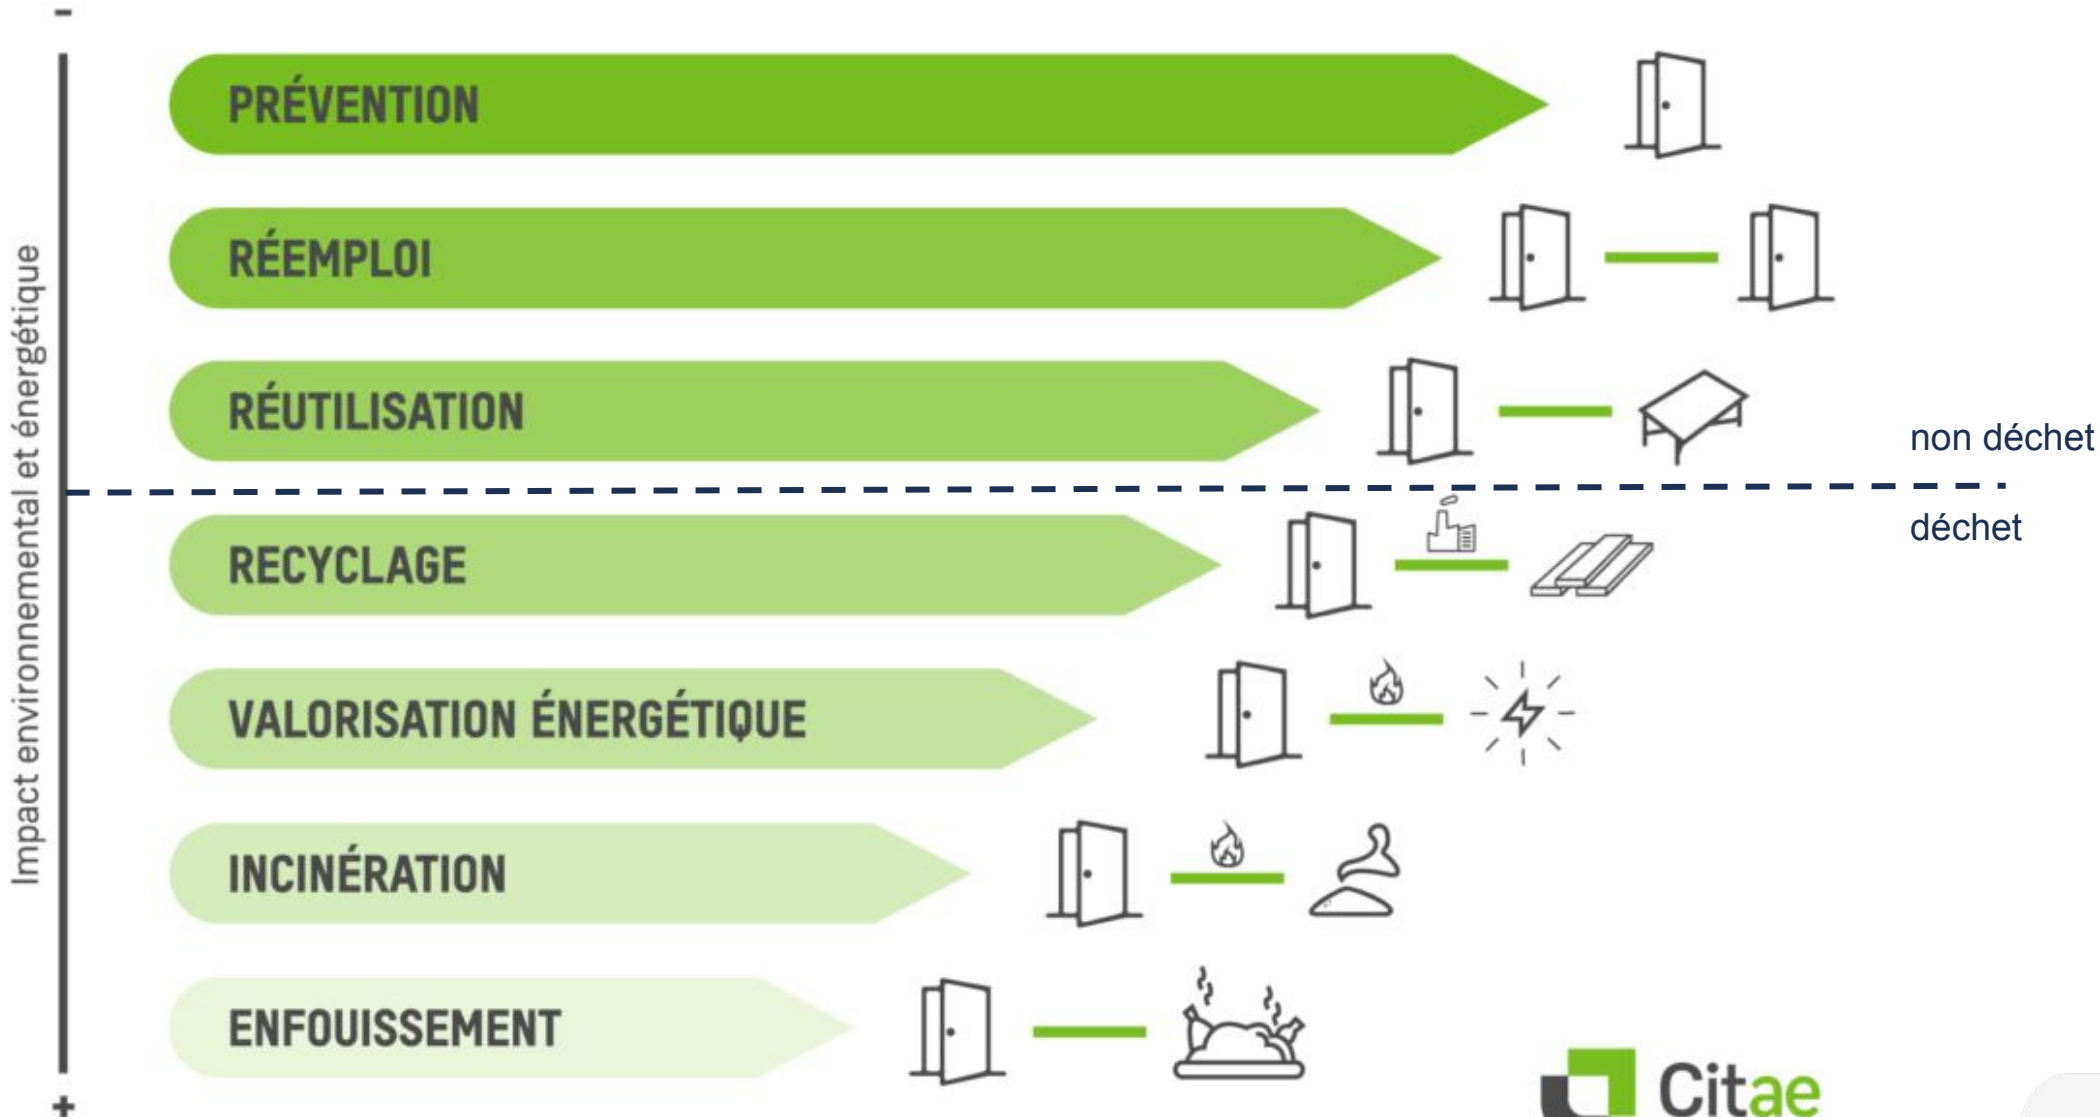 -
PRÉVENTION
RÉEMPLOI
RÉUTILISATION
non déchet
déchet
RECYCLAGE
VALORISATION ÉNERGÉTIQUE
INCINÉRATION
ENFOUISSEMENT
Impact environnemental et énergétique
+
Citae